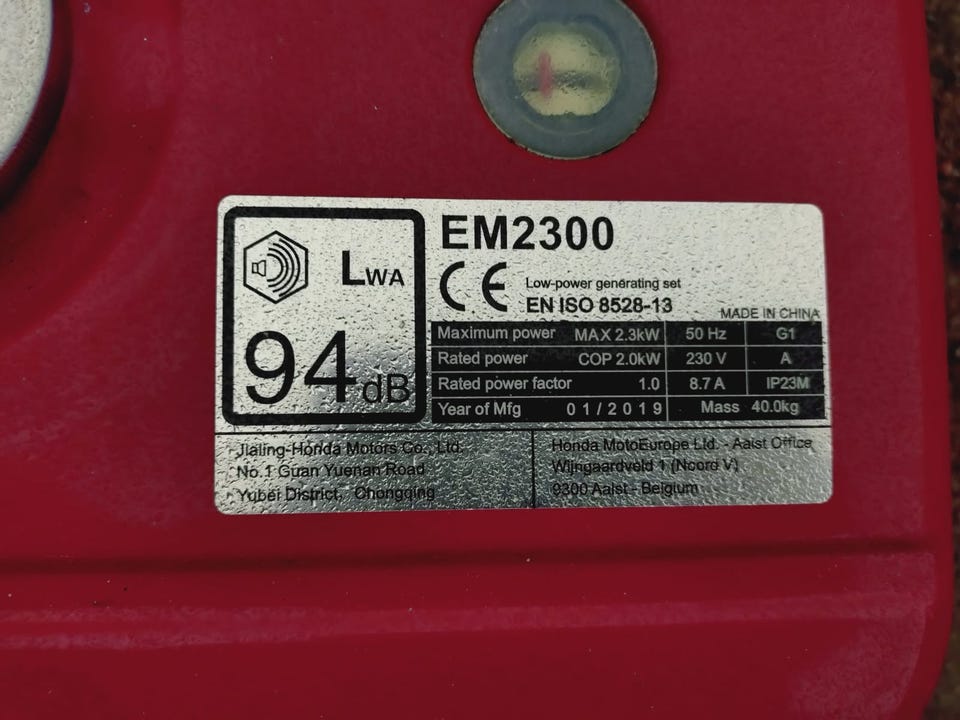 LWA
94dB
EM2300
CE
Low-power generating set
EN ISO 8528-13
MADE IN CHINA
Maximum power MAX 2.3kW 50 Hz G1
Rated power COP 2.0kW 230 V A
Rated power factor 1.0 8.7 A IP23M
Year of Mfg 01/2019 Mass 40.0kg
Jialing-Honda Motors Co., Ltd.
No.1 Guan Yuenan Road
Yubei District, Chongqing
Honda MotoEurope Ltd. - Aalst Office
Wijngaardveld 1 (Noord V)
9300 Aalst - Belgium